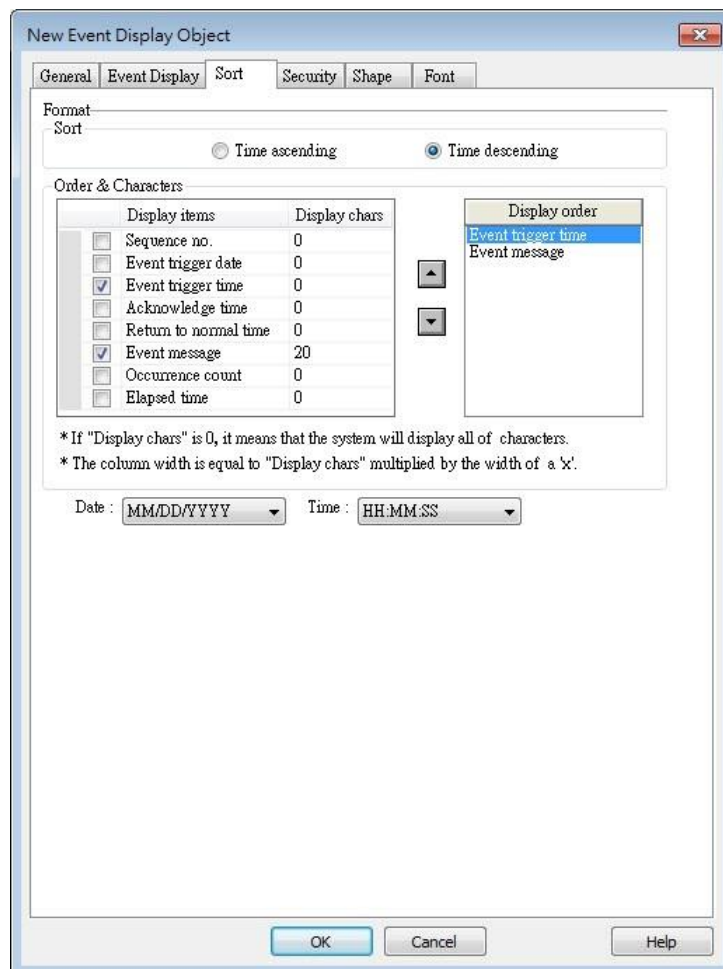 New Event Display Object
General Event Display Sort Security Shape Font
Format
Sort
Time ascending Time descending
Order & Characters
Display items Display chars
Sequence no. 0
Event trigger date 0
Event trigger time 0
Acknowledge time 0
Return to normal time 0
Event message 20
Occurrence count 0
Elapsed time 0
Display order
Event trigger time
Event message
* If "Display chars" is 0, it means that the system will display all of characters.
* The column width is equal to "Display chars" multiplied by the width of a 'x'.
Date : MM/DD/YYYY Time : HH:MM:SS
OK Cancel Help